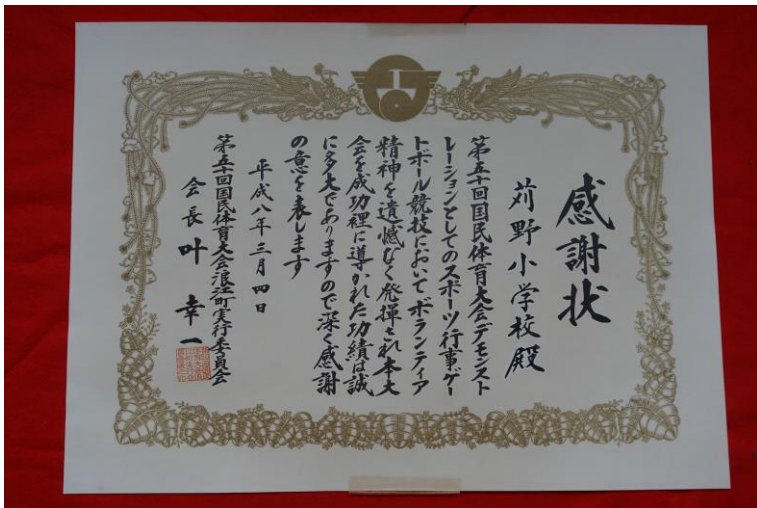 感謝状
苅野小学校殿
第五十回国民体育大会デモンスト
レーションとしてのスポーツ行事ゲー
トボール競技においてボランティア
精神を遺憾なく発揮され本大
会を成功裡に導かれた功績は誠
に多大でありますので深く感謝
の意を表します
平成八年三月四日
第五十回国民体育大会浪江町実行委員会
会長叶幸一